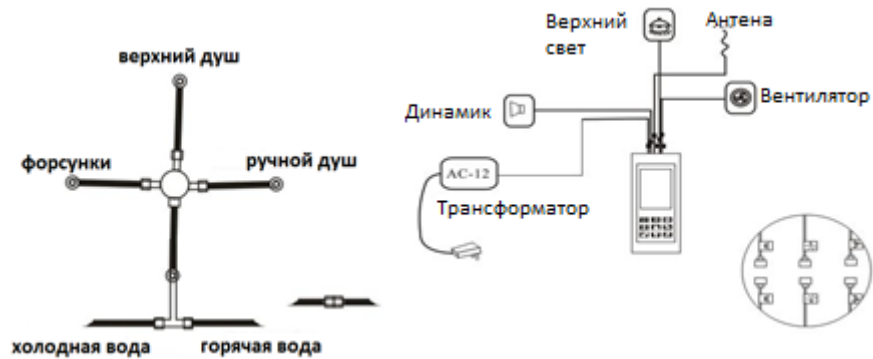 верхний душ
форсунки
ручной душ
холодная вода
горячая вода
Верхний
свет
Антена
Динамик
Вентилятор
AC-12
Трансформатор